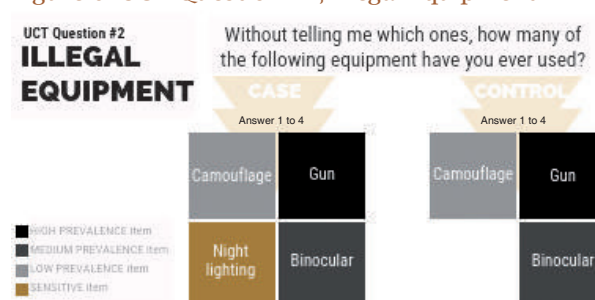 UCT Question #2
ILLEGAL
EQUIPMENT
Without telling me which ones, how many of
the following equipment have you ever used?
CASE
CONTROL
Answer 1 to 4
Answer 1 to 4
Camouflage
Gun
Camouflage
Gun
Night
lighting
Binocular
Binocular
HIGH PREVALENCE item
MEDIUM PREVALENCE item
LOW PREVALENCE item
SENSITIVE item